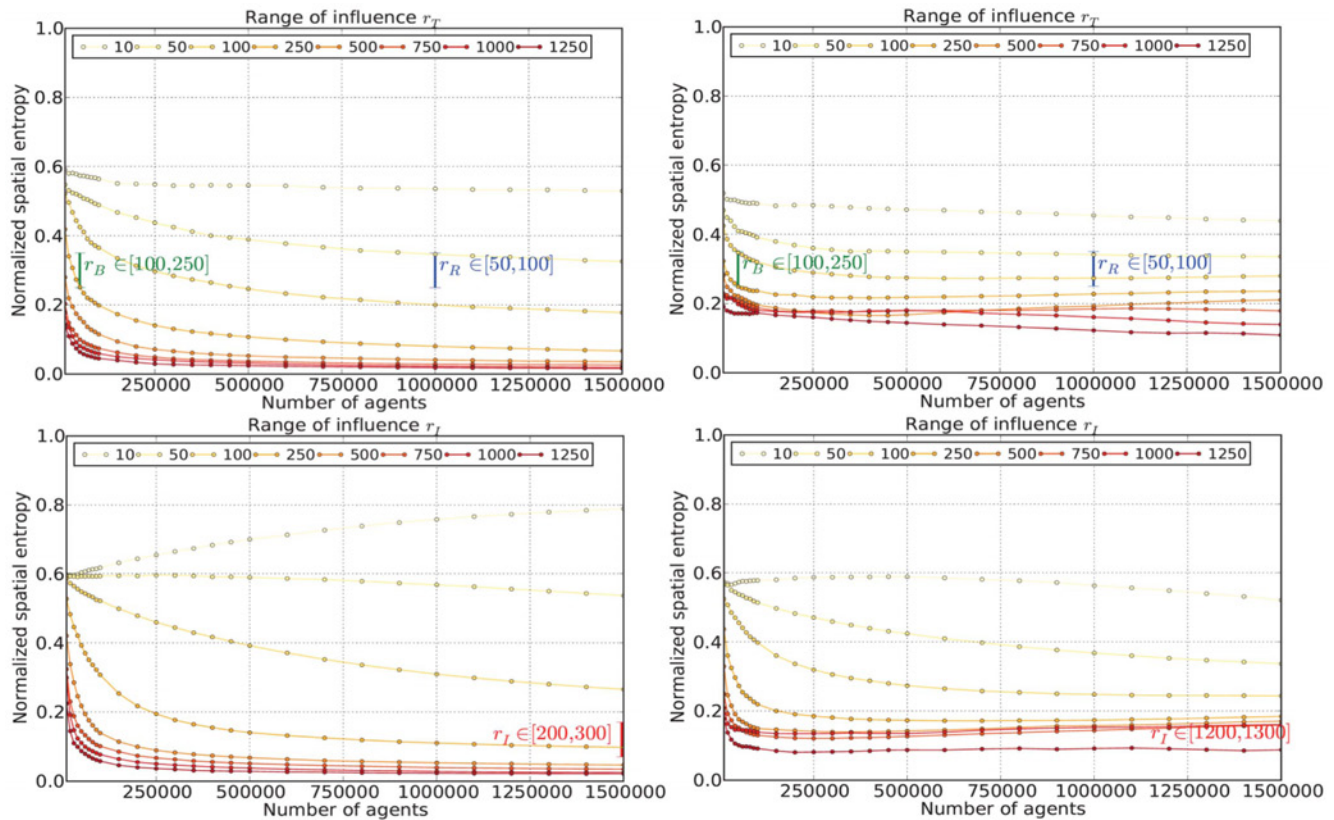 Range of influence r_T
10 50 100 250 500 750 1000 1250
Normalized spatial entropy
1.0
0.8
0.6
0.4
0.2
0.0
r_B ∈[100,250]
r_R ∈[50,100]
250000 500000 750000 1000000 1250000 1500000
Number of agents
Range of influence r_T
10 50 100 250 500 750 1000 1250
Normalized spatial entropy
1.0
0.8
0.6
0.4
0.2
0.0
r_B ∈[100,250]
r_R ∈[50,100]
250000 500000 750000 1000000 1250000 1500000
Number of agents
Range of influence r_I
10 50 100 250 500 750 1000 1250
Normalized spatial entropy
1.0
0.8
0.6
0.4
0.2
0.0
r_I ∈[200,300]
250000 500000 750000 1000000 1250000 1500000
Number of agents
Range of influence r_I
10 50 100 250 500 750 1000 1250
Normalized spatial entropy
1.0
0.8
0.6
0.4
0.2
0.0
r_I ∈[1200,1300]
250000 500000 750000 1000000 1250000 1500000
Number of agents